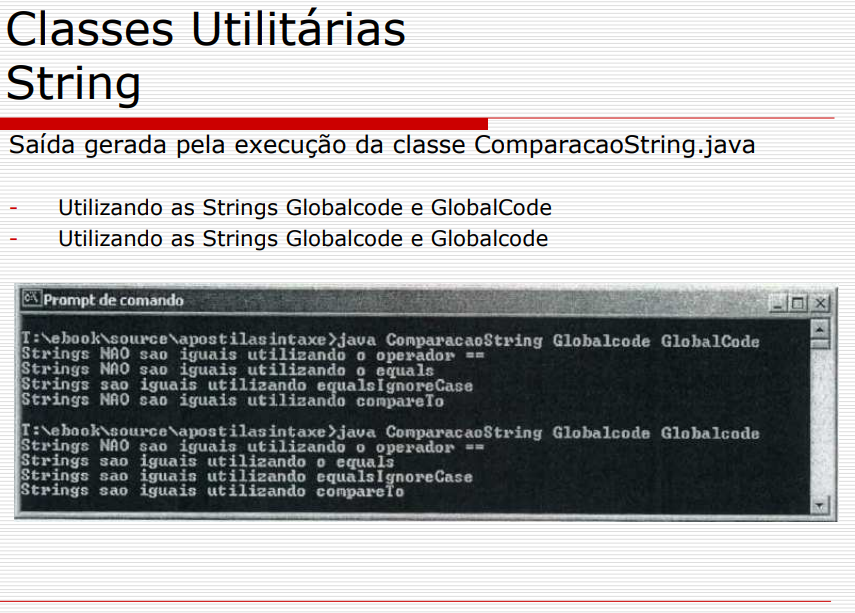 Classes Utilitárias
String
Saída gerada pela execução da classe ComparacaoString.java
- Utilizando as Strings Globalcode e GlobalCode
- Utilizando as Strings Globalcode e Globalcode
Prompt de comando
T:\ebook\source\apostilasintaxe>java ComparacaoString Globalcode GlobalCode
Strings NAO sao iguais utilizando o operador ==
Strings NAO sao iguais utilizando o equals
Strings sao iguais utilizando equalsIgnoreCase
Strings NAO sao iguais utilizando compareTo
T:\ebook\source\apostilasintaxe>java ComparacaoString Globalcode Globalcode
Strings NAO sao iguais utilizando o operador ==
Strings sao iguais utilizando o equals
Strings sao iguais utilizando equalsIgnoreCase
Strings sao iguais utilizando compareTo